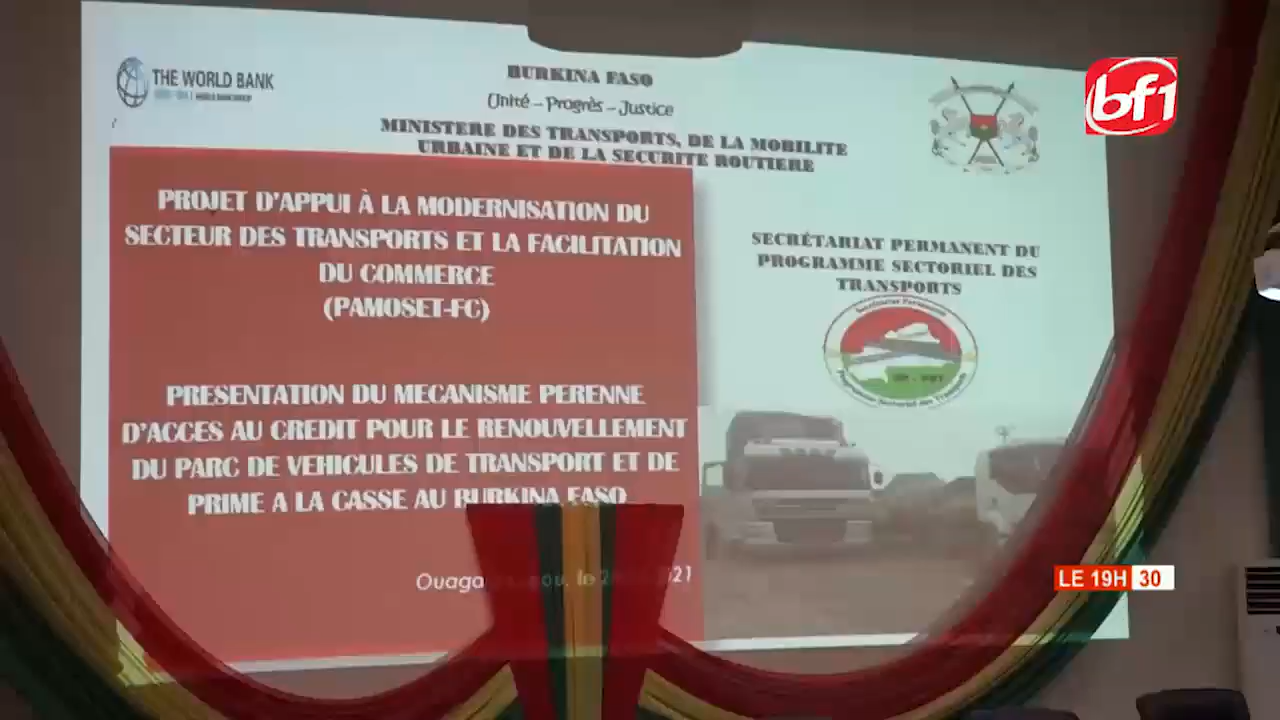 THE WORLD BANK
BURKINA FASO
Unité – Progrès – Justice
MINISTERE DES TRANSPORTS, DE LA MOBILITE
URBAINE ET DE LA SECURITE ROUTIERE
bf1
PROJET D'APPUI À LA MODERNISATION DU
SECTEUR DES TRANSPORTS ET LA FACILITATION
DU COMMERCE
(PAMOSET-FC)
SECRÉTARIAT PERMANENT DU
PROGRAMME SECTORIEL DES
TRANSPORTS
PRESENTATION DU MECANISME PERENNE
D'ACCES AU CREDIT POUR LE RENOUVELLEMENT
DU PARC DE VEHICULES DE TRANSPORT ET DE
PRIME A LA CASSE AU BURKINA FASO
LE 19H 30